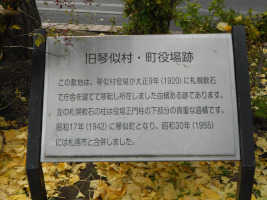 旧琴似村・町役場跡
この敷地は、琴似村役場が大正9年（1920）に札幌軟石
で庁舎を建てて移転し所在しました由緒ある跡であります。
左の札幌軟石の柱は役場正門柱の下部分の貴重な遺構です。
昭和17年（1942）に琴似町となり、昭和30年（1955）
には札幌市と合併しました。